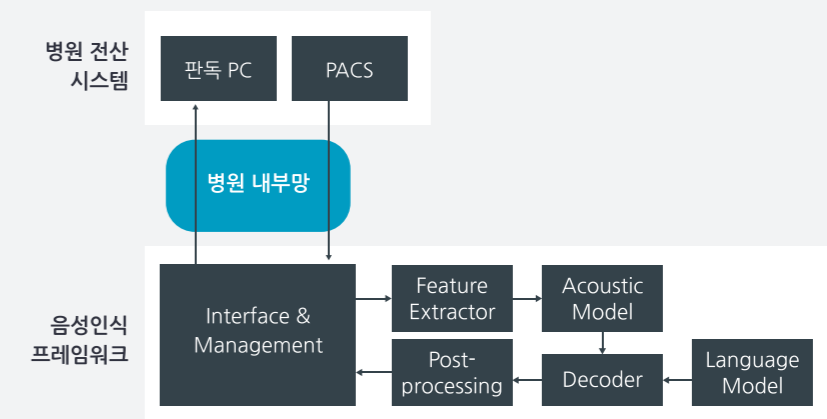 병원 전산
시스템
판독 PC
PACS
병원 내부망
음성인식
프레임워크
Interface &
Management
Feature
Extractor
Acoustic
Model
Post-
processing
Decoder
Language
Model